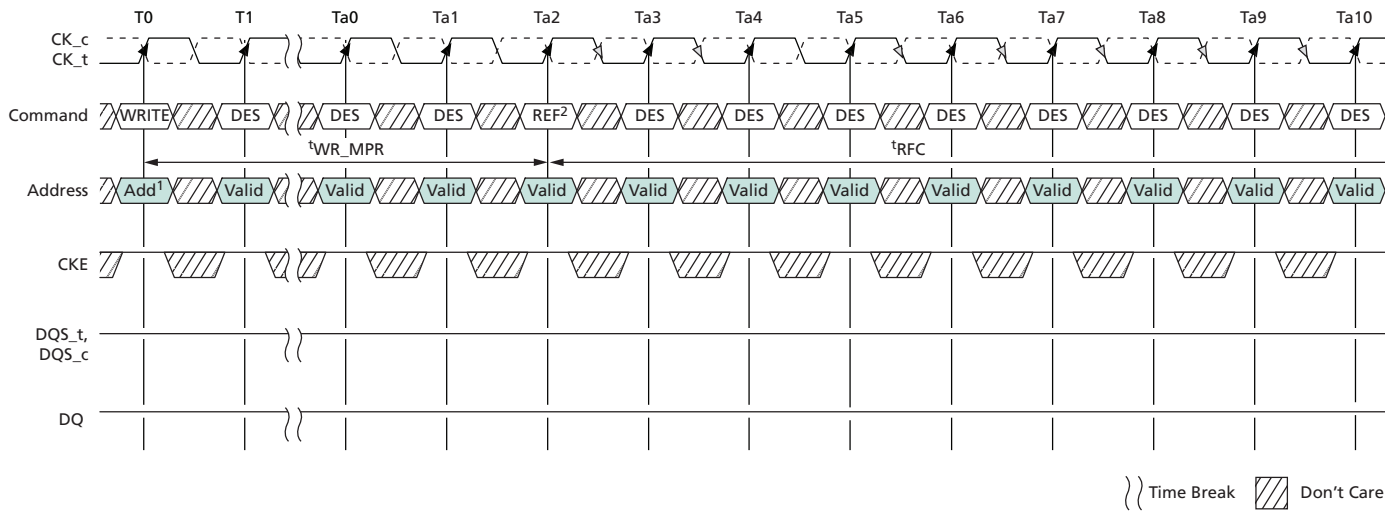 T0 T1 Ta0 Ta1 Ta2 Ta3 Ta4 Ta5 Ta6 Ta7 Ta8 Ta9 Ta10
CK_c
CK_t
Command WRITE DES DES DES REF² DES DES DES DES DES DES DES DES
ᵗWR_MPR ᵗRFC
Address Add¹ Valid Valid Valid Valid Valid Valid Valid Valid Valid Valid Valid Valid
CKE
DQS_t,
DQS_c
DQ
Time Break Don't Care